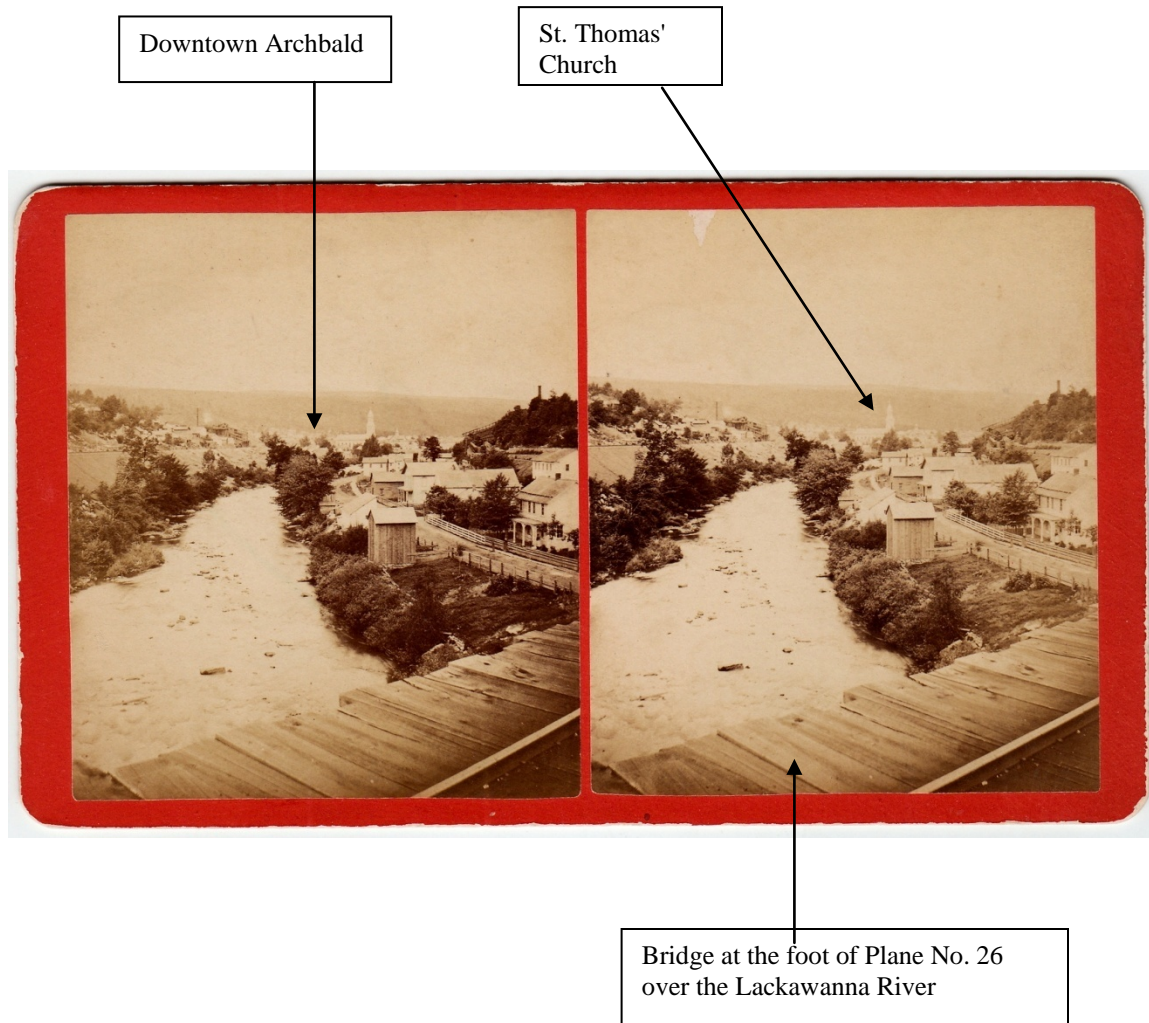 Downtown Archbald
St. Thomas'
Church
Bridge at the foot of Plane No. 26
over the Lackawanna River